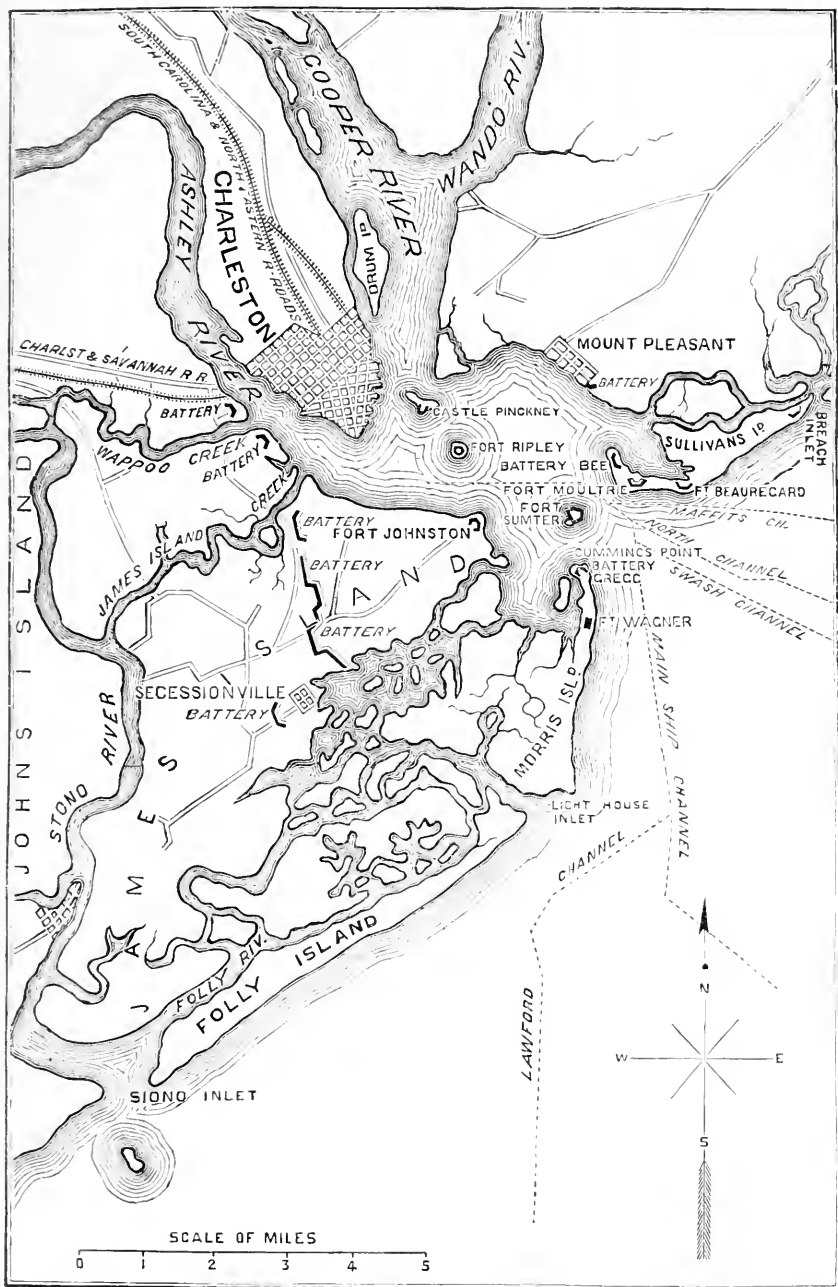 SOUTH CAROLINA & NORTH EASTERN R-ROADS
COOPER RIVER
WANDO RIV.
ASHLEY RIVER
CHARLESTON
DRUM ID
CHARLST & SAVANNAH R R.
MOUNT PLEASANT
BATTERY
CASTLE PINCKNEY
BATTERY
WAPPOO CREEK
BATTERY
FORT RIPLEY
BATTERY BEE
SULLIVANS ID
BREACH
INLET
FORT MOULTRIE
FT BEAURECARD
JAMES ISLAND CREEK
BATTERY
FORT JOHNSTON
FORT
SUMTER
MAFFITS CH.
NORTH CHANNEL
SWASH CHANNEL
CUMMINGS POINT
BATTERY
GREGG
BATTERY
BATTERY
FT WAGNER
MAIN SHIP CHANNEL
SECESSIONVILLE
BATTERY
MORRIS ISLD
JOHNS ISLAND
STONO RIVER
JAMES ISLAND
LIGHT HOUSE
INLET
CHANNEL
LAWFORD
FOLLY RIV.
FOLLY ISLAND
SIONO INLET
N
W E
S
SCALE OF MILES
0 1 2 3 4 5